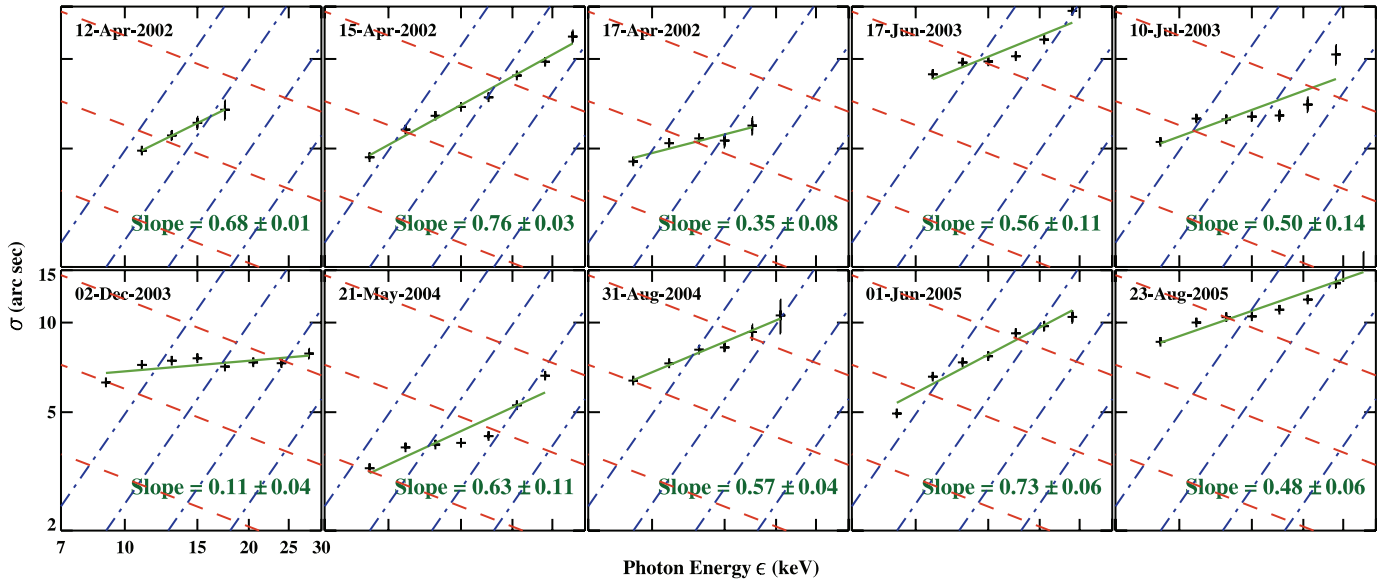 12-Apr-2002
15-Apr-2002
17-Apr-2002
17-Jun-2003
10-Jul-2003
Slope = 0.68 ± 0.01
Slope = 0.76 ± 0.03
Slope = 0.35 ± 0.08
Slope = 0.56 ± 0.11
Slope = 0.50 ± 0.14
σ (arc sec)
15
10
5
2
02-Dec-2003
21-May-2004
31-Aug-2004
01-Jun-2005
23-Aug-2005
Slope = 0.11 ± 0.04
Slope = 0.63 ± 0.11
Slope = 0.57 ± 0.04
Slope = 0.73 ± 0.06
Slope = 0.48 ± 0.06
7 10 15 20 25 30
Photon Energy ϵ (keV)